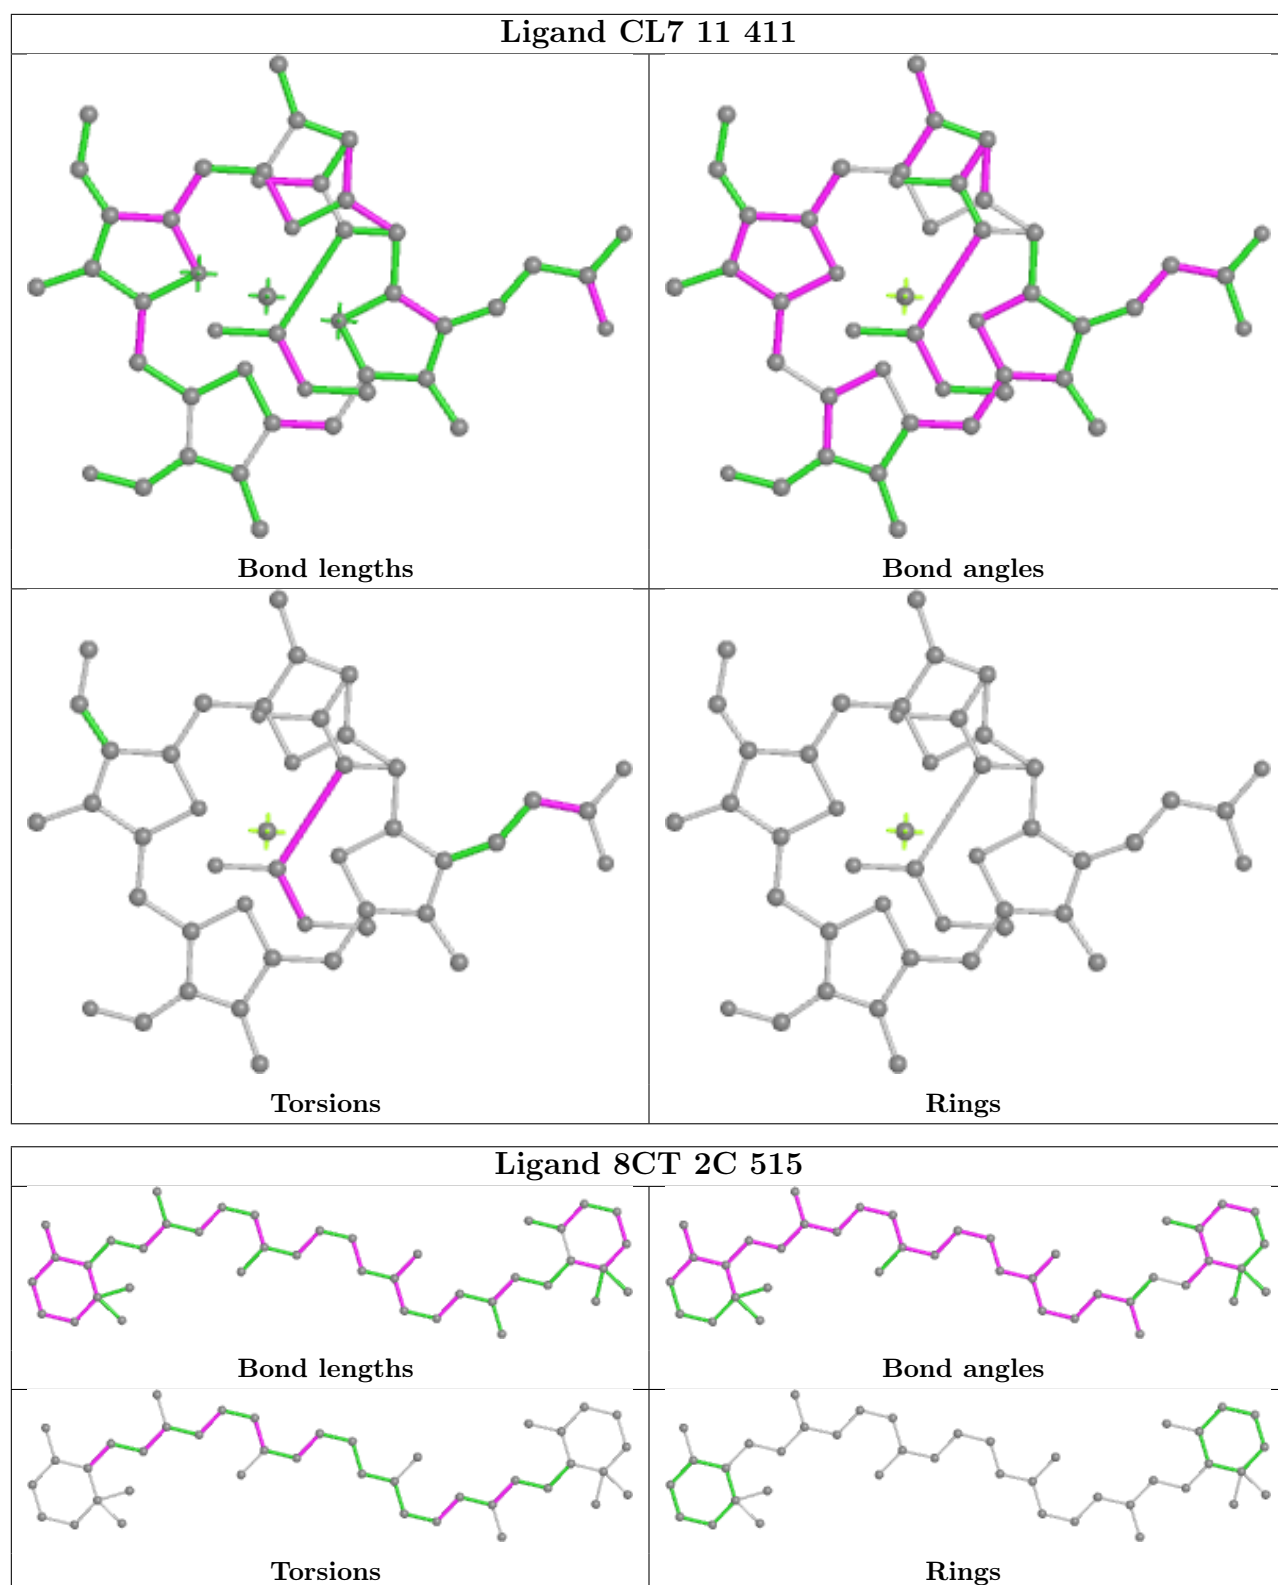 Ligand CL7 11 411
Bond lengths
Bond angles
Torsions
Rings
Ligand 8CT 2C 515
Bond lengths
Bond angles
Torsions
Rings